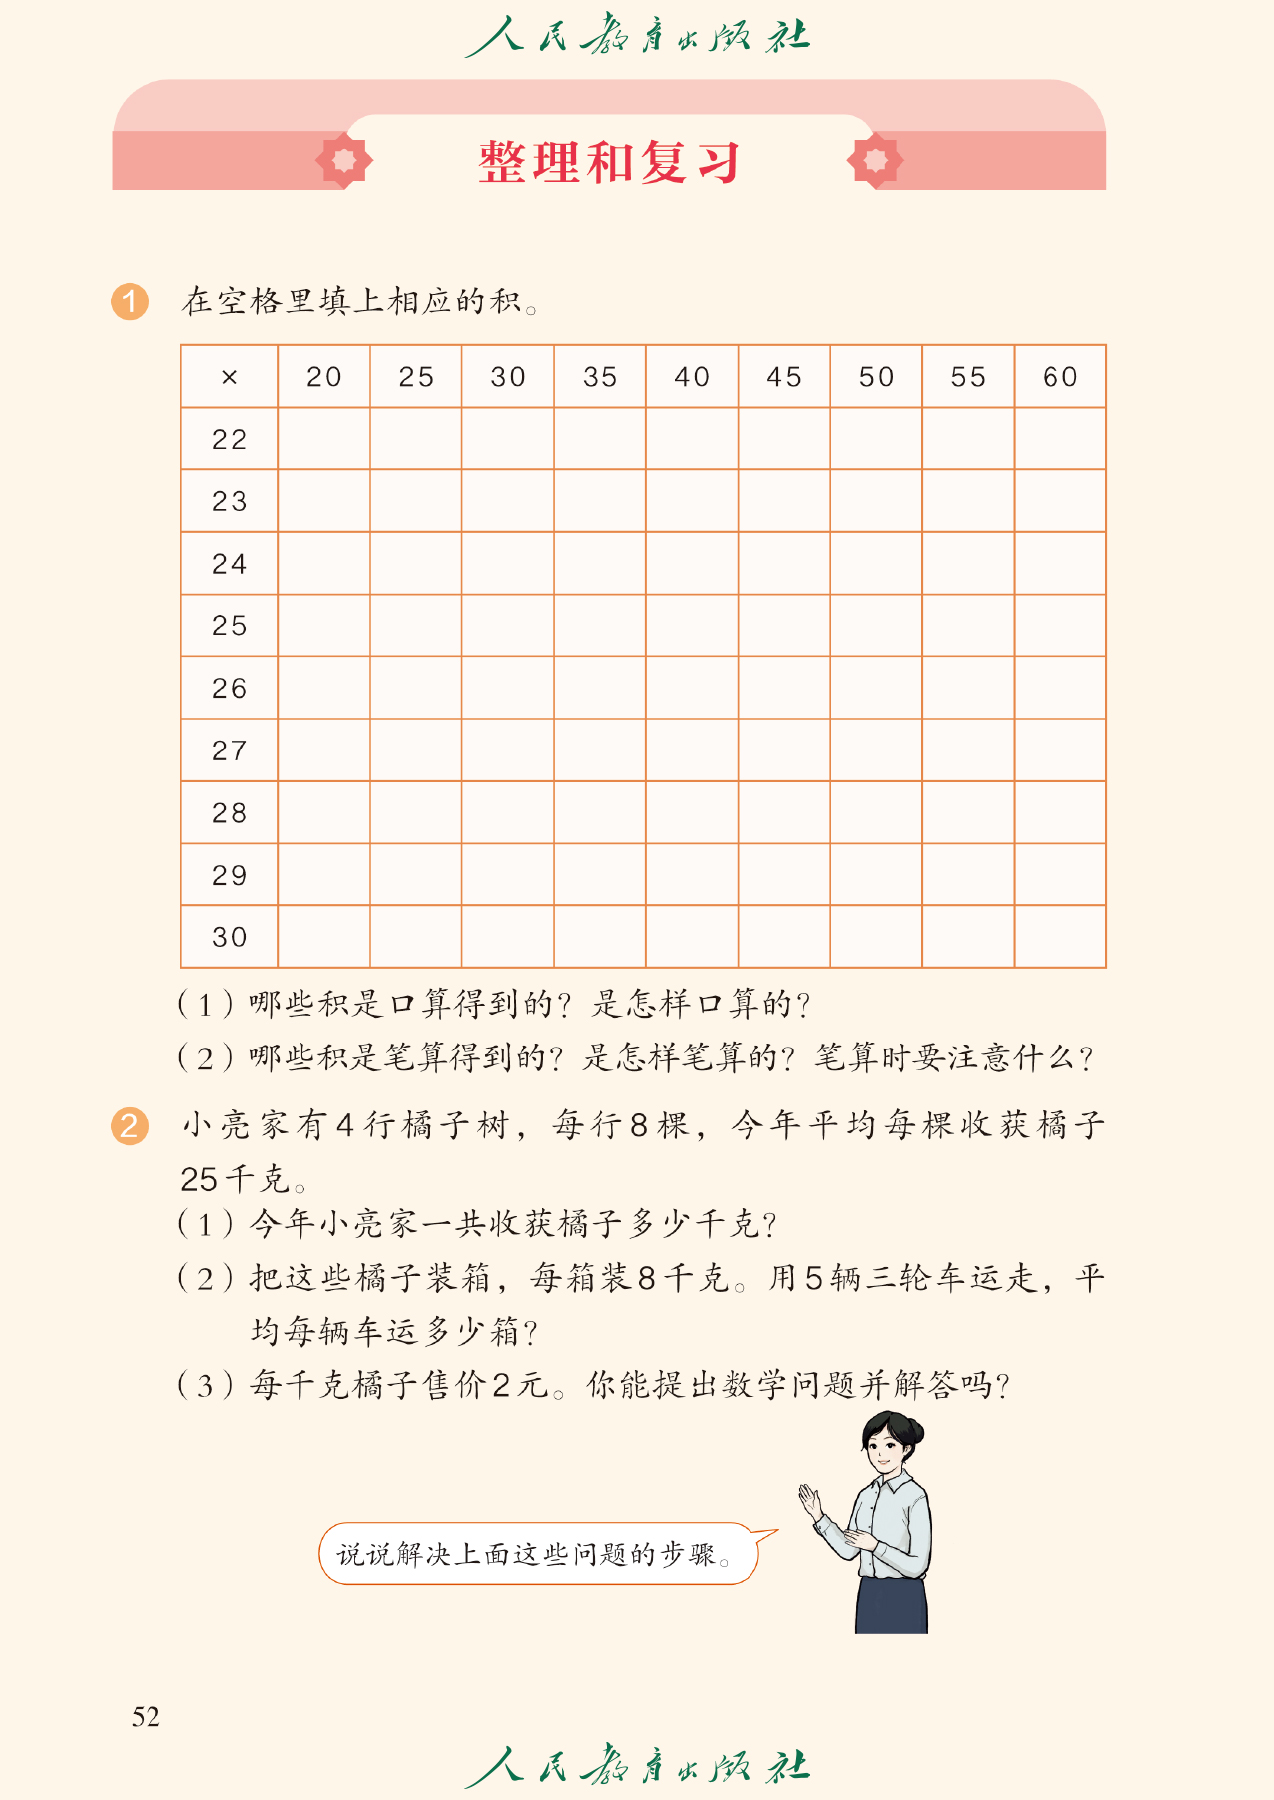 人民教育出版社
整理和复习
1 在空格里填上相应的积。
× 20 25 30 35 40 45 50 55 60
22
23
24
25
26
27
28
29
30
（1）哪些积是口算得到的？是怎样口算的？
（2）哪些积是笔算得到的？是怎样笔算的？笔算时要注意什么？
2 小亮家有4行橘子树，每行8棵，今年平均每棵收获橘子
25千克。
（1）今年小亮家一共收获橘子多少千克？
（2）把这些橘子装箱，每箱装8千克。用5辆三轮车运走，平
均每辆车运多少箱？
（3）每千克橘子售价2元。你能提出数学问题并解答吗？
说说解决上面这些问题的步骤。
52
人民教育出版社